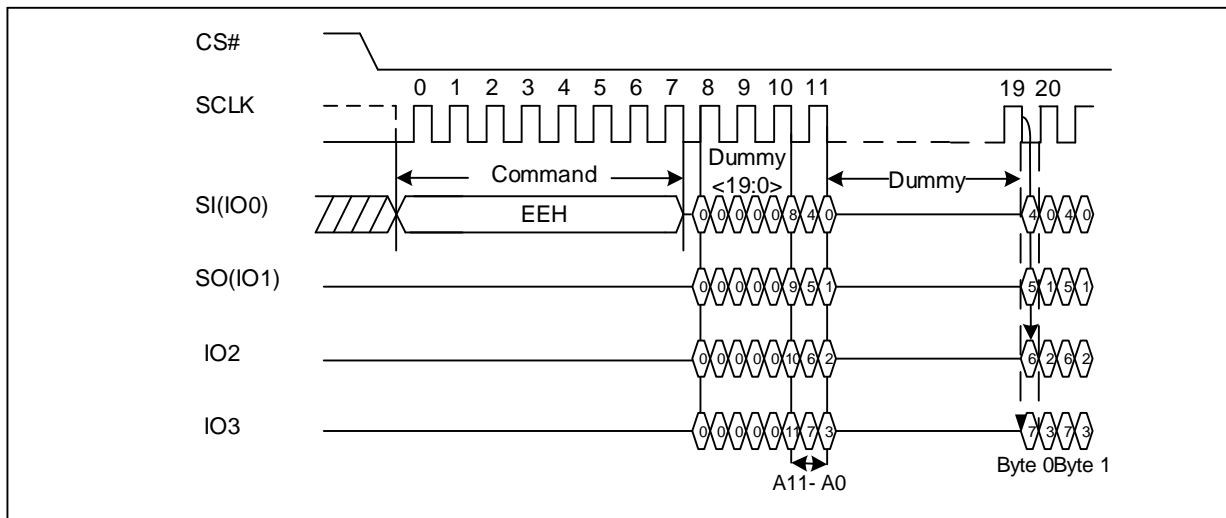 CS#
0 1 2 3 4 5 6 7 8 9 10 11 19 20
SCLK
Command
Dummy
<19:0>
Dummy
SI(IO0)
EEH
0 0 0 0 0 8 4 0 4 0 4 0
SO(IO1)
0 0 0 0 0 9 5 1 5 1 5 1
IO2
0 0 0 0 0 10 6 2 6 2 6 2
IO3
0 0 0 0 0 11 7 3 7 3 7 3
Byte 0 Byte 1
A11- A0